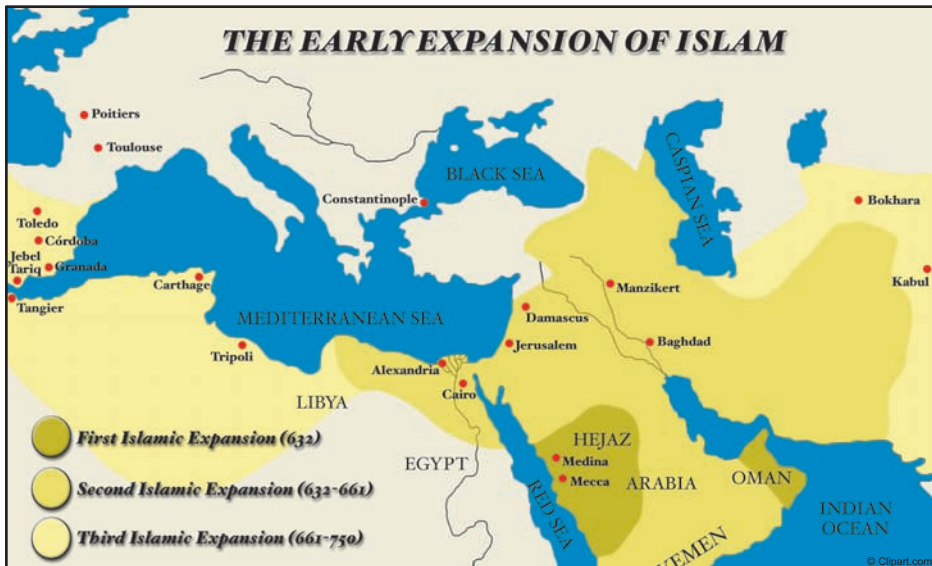 THE EARLY EXPANSION OF ISLAM
Poitiers
Toulouse
BLACK SEA
CASPIAN SEA
Constantinople
Bokhara
Toledo
Córdoba
Jebel
Tariq
Granada
Carthage
Manzikert
Kabul
Tangier
MEDITERRANEAN SEA
Damascus
Tripoli
Jerusalem
Baghdad
Alexandria
Cairo
LIBYA
First Islamic Expansion (632)
HEJAZ
EGYPT
Medina
Mecca
ARABIA
OMAN
Second Islamic Expansion (632-661)
RED SEA
INDIAN
OCEAN
Third Islamic Expansion (661-750)
YEMEN
© Clipart.com